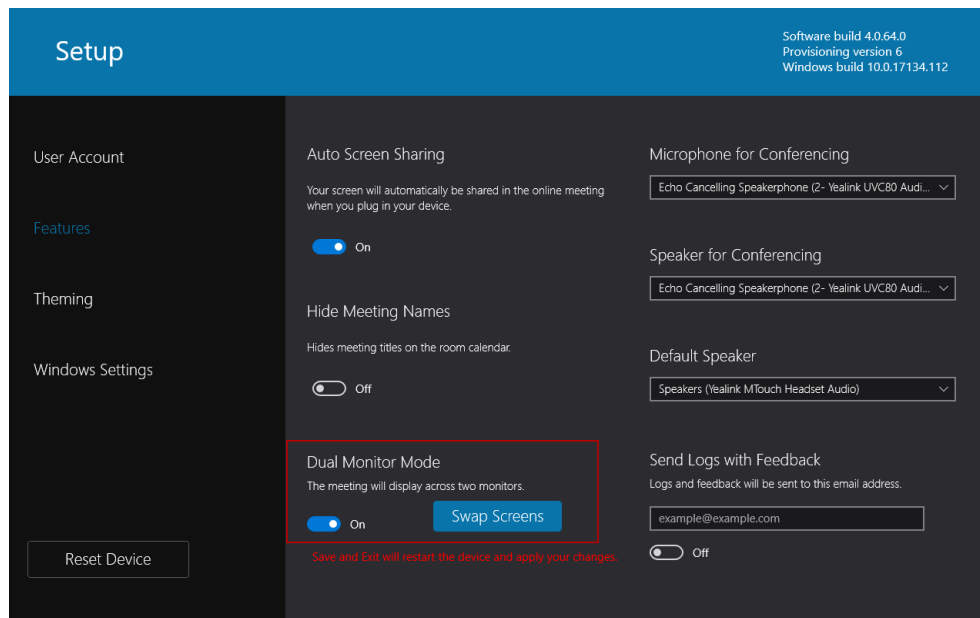 Setup
Software build 4.0.64.0
Provisioning version 6
Windows build 10.0.17134.112
User Account
Features
Theming
Windows Settings
Reset Device
Auto Screen Sharing
Your screen will automatically be shared in the online meeting
when you plug in your device.
On
Hide Meeting Names
Hides meeting titles on the room calendar.
Off
Dual Monitor Mode
The meeting will display across two monitors.
On
Swap Screens
Save and Exit will restart the device and apply your changes.
Microphone for Conferencing
Echo Cancelling Speakerphone (2- Yealink UVC80 Audi...
Speaker for Conferencing
Echo Cancelling Speakerphone (2- Yealink UVC80 Audi...
Default Speaker
Speakers (Yealink MTouch Headset Audio)
Send Logs with Feedback
Logs and feedback will be sent to this email address.
example@example.com
Off